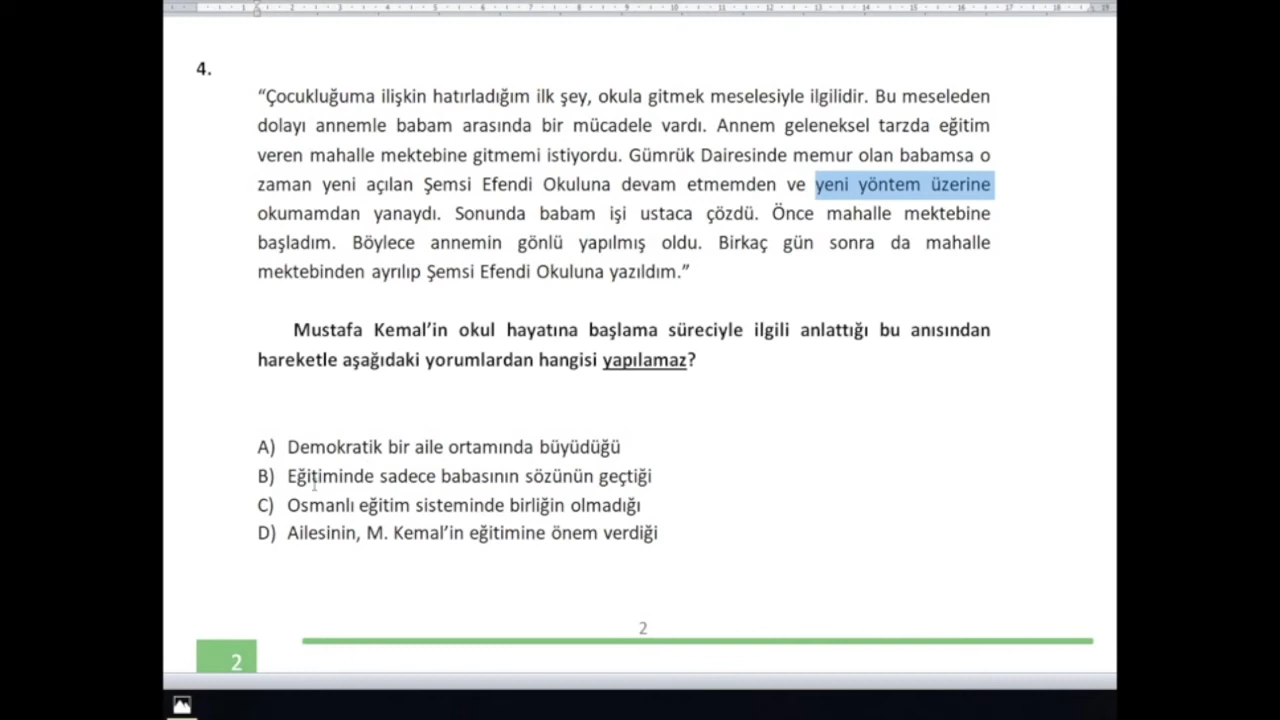 4.
“Çocukluğuma ilişkin hatırladığım ilk şey, okula gitmek meselesiyle ilgilidir. Bu meseleden
dolayı annemle babam arasında bir mücadele vardı. Annem geleneksel tarzda eğitim
veren mahalle mektebine gitmemi istiyordu. Gümrük Dairesinde memur olan babamsa o
zaman yeni açılan Şemsi Efendi Okuluna devam etmemden ve yeni yöntem üzerine
okumamdan yanaydı. Sonunda babam işi ustaca çözdü. Önce mahalle mektebine
başladım. Böylece annemin gönlü yapılmış oldu. Birkaç gün sonra da mahalle
mektebinden ayrılıp Şemsi Efendi Okuluna yazıldım.”
Mustafa Kemal’in okul hayatına başlama süreciyle ilgili anlattığı bu anısından
hareketle aşağıdaki yorumlardan hangisi yapılamaz?
A) Demokratik bir aile ortamında büyüdüğü
B) Eğitiminde sadece babasının sözünün geçtiği
C) Osmanlı eğitim sisteminde birliğin olmadığı
D) Ailesinin, M. Kemal’in eğitimine önem verdiği
2
2